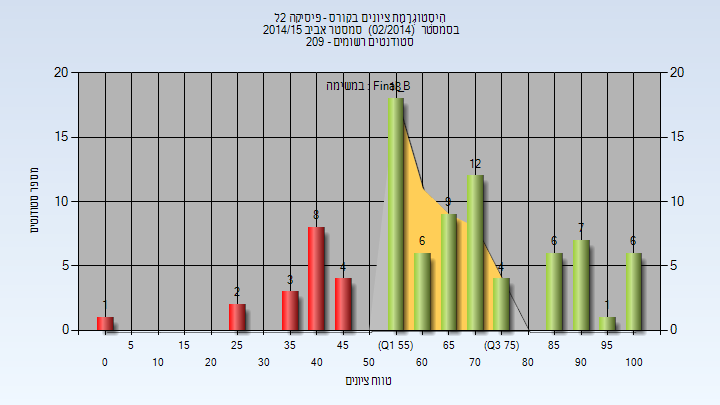 היסטוגרמת ציונים בקורס - פיסיקה 2ל
בסמסטר (02/2014) סמסטר אביב 2014/15
סטודנטים רשומים - 209
במשימה : Final_B
מספר סטודנטים
20 15 10 5 0
20 15 10 5 0
1 2 3 8 4 18 6 9 12 4 6 7 1 6
5 15 25 35 45 (Q1 55) 65 (Q3 75) 85 95
0 10 20 30 40 50 60 70 80 90 100
טווח ציונים